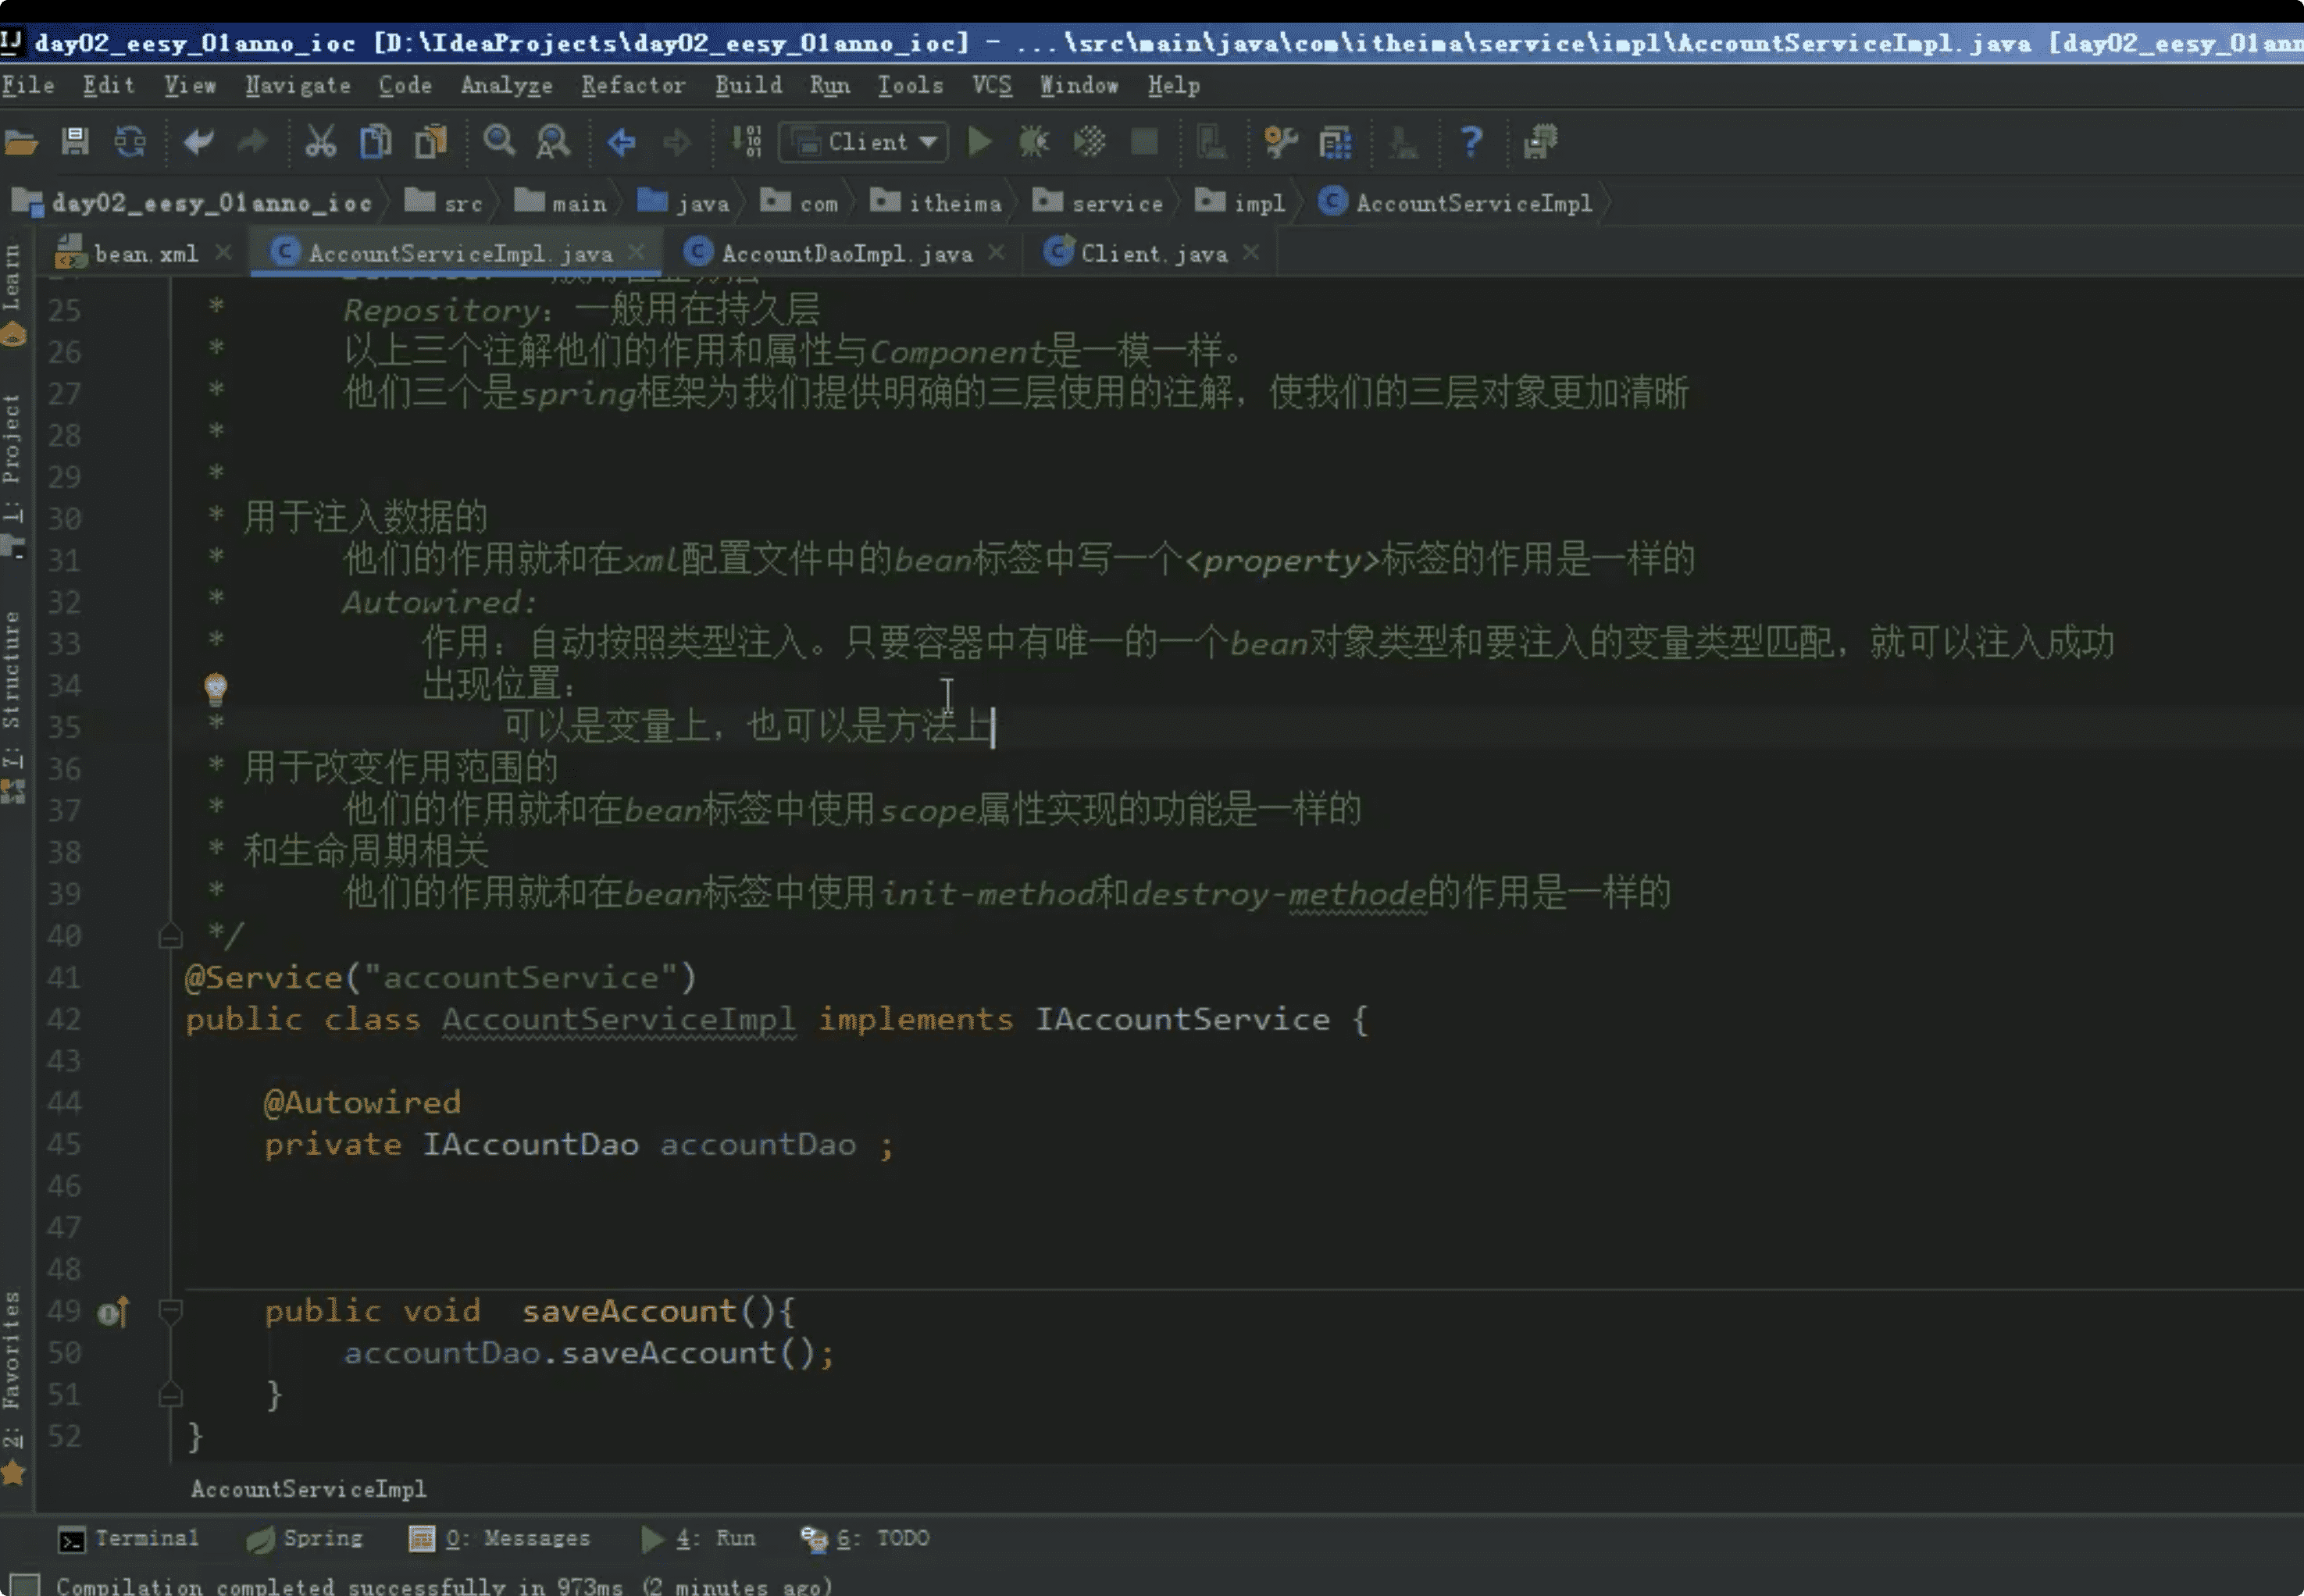 day02_eesy_01anno_ioc [D:\IdeaProjects\day02_eesy_01anno_ioc] - ...\src\main\java\com\itheima\service\impl\AccountServiceImpl.java [day02_eesy_01ann
File Edit View Navigate Code Analyze Refactor Build Run Tools VCS Window Help
Client
day02_eesy_01anno_ioc src main java com itheima service impl AccountServiceImpl
bean.xml AccountServiceImpl.java AccountDaoImpl.java Client.java
Learn
1: Project
7: Structure
2: Favorites
25 * Repository：一般用在持久层
26 * 以上三个注解他们的作用和属性与Component是一模一样。
27 * 他们三个是spring框架为我们提供明确的三层使用的注解，使我们的三层对象更加清晰
28 *
29 *
30 * 用于注入数据的
31 * 他们的作用就和在xml配置文件中的bean标签中写一个<property>标签的作用是一样的
32 * Autowired:
33 * 作用：自动按照类型注入。只要容器中有唯一的一个bean对象类型和要注入的变量类型匹配，就可以注入成功
34 出现位置：
35 * 可以是变量上，也可以是方法上
36 * 用于改变作用范围的
37 * 他们的作用就和在bean标签中使用scope属性实现的功能是一样的
38 * 和生命周期相关
39 * 他们的作用就和在bean标签中使用init-method和destroy-methode的作用是一样的
40 */
41 @Service("accountService")
42 public class AccountServiceImpl implements IAccountService {
43
44 @Autowired
45 private IAccountDao accountDao ;
46
47
48
49 public void saveAccount(){
50 accountDao.saveAccount();
51 }
52 }
AccountServiceImpl
Terminal Spring 0: Messages 4: Run 6: TODO
Compilation completed successfully in 973ms (2 minutes ago)